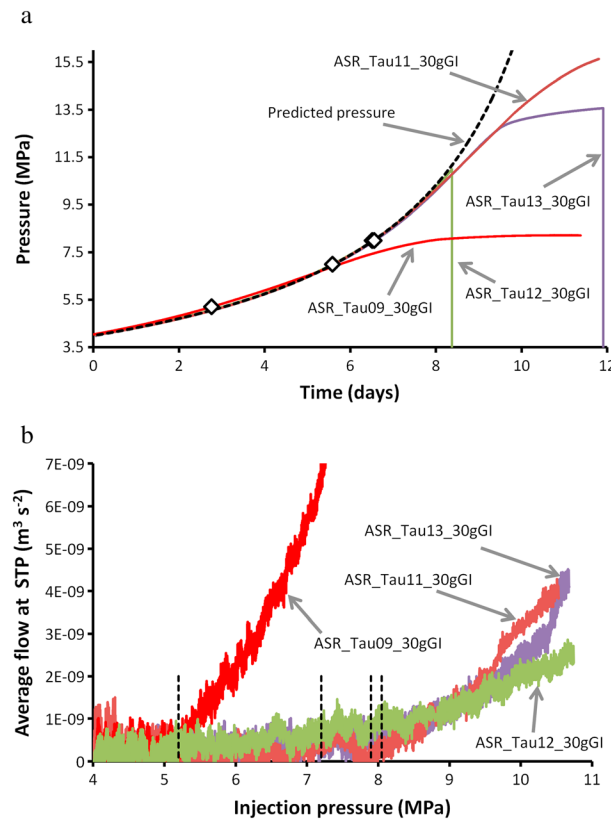 a
15.5
13.5
11.5
9.5
7.5
5.5
3.5
Pressure (MPa)
ASR_Tau11_30gGI
Predicted pressure
ASR_Tau13_30gGI
ASR_Tau12_30gGI
ASR_Tau09_30gGI
0 2 4 6 8 10 12
Time (days)
b
7E-09
6E-09
5E-09
4E-09
3E-09
2E-09
1E-09
0
Average flow at STP (m³ s⁻²)
ASR_Tau13_30gGI
ASR_Tau11_30gGI
ASR_Tau09_30gGI
ASR_Tau12_30gGI
4 5 6 7 8 9 10 11
Injection pressure (MPa)